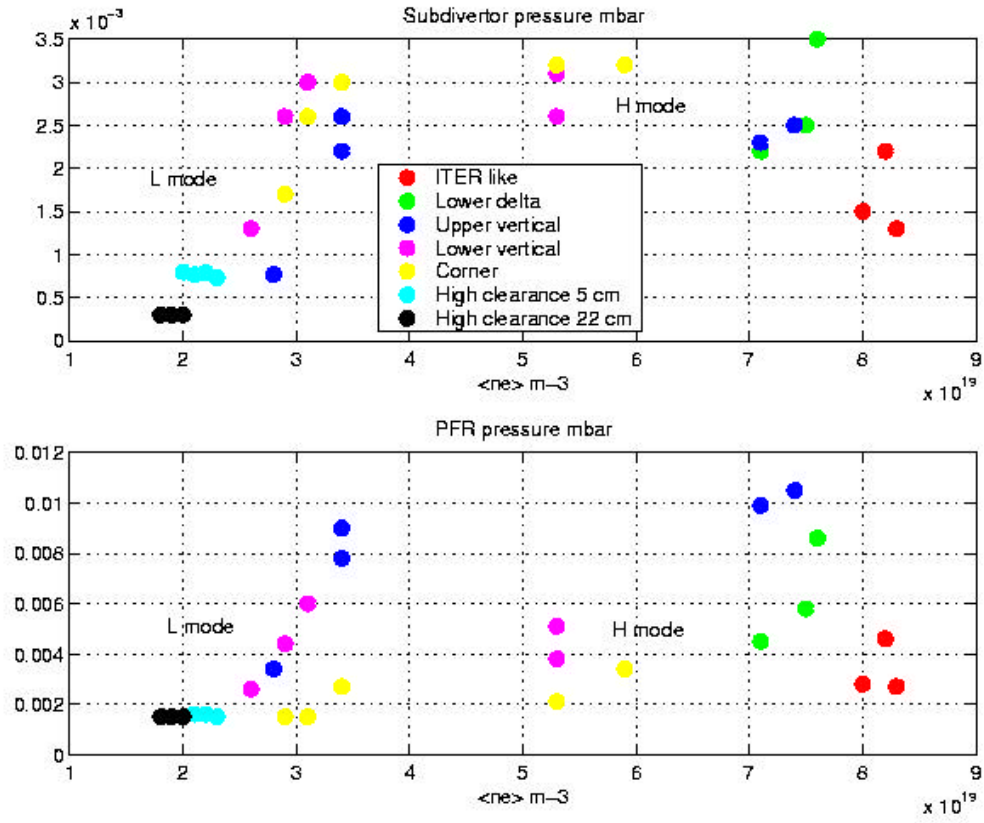 x 10⁻³
Subdivertor pressure mbar
3.5
3
2.5
2
1.5
1
0.5
0
H mode
L mode
ITER like
Lower delta
Upper vertical
Lower vertical
Corner
High clearance 5 cm
High clearance 22 cm
1 2 3 4 5 6 7 8 9
<ne> m–3
x 10¹⁹
PFR pressure mbar
0.012
0.01
0.008
0.006
0.004
0.002
0
L mode
H mode
1 2 3 4 5 6 7 8 9
<ne> m–3
x 10¹⁹